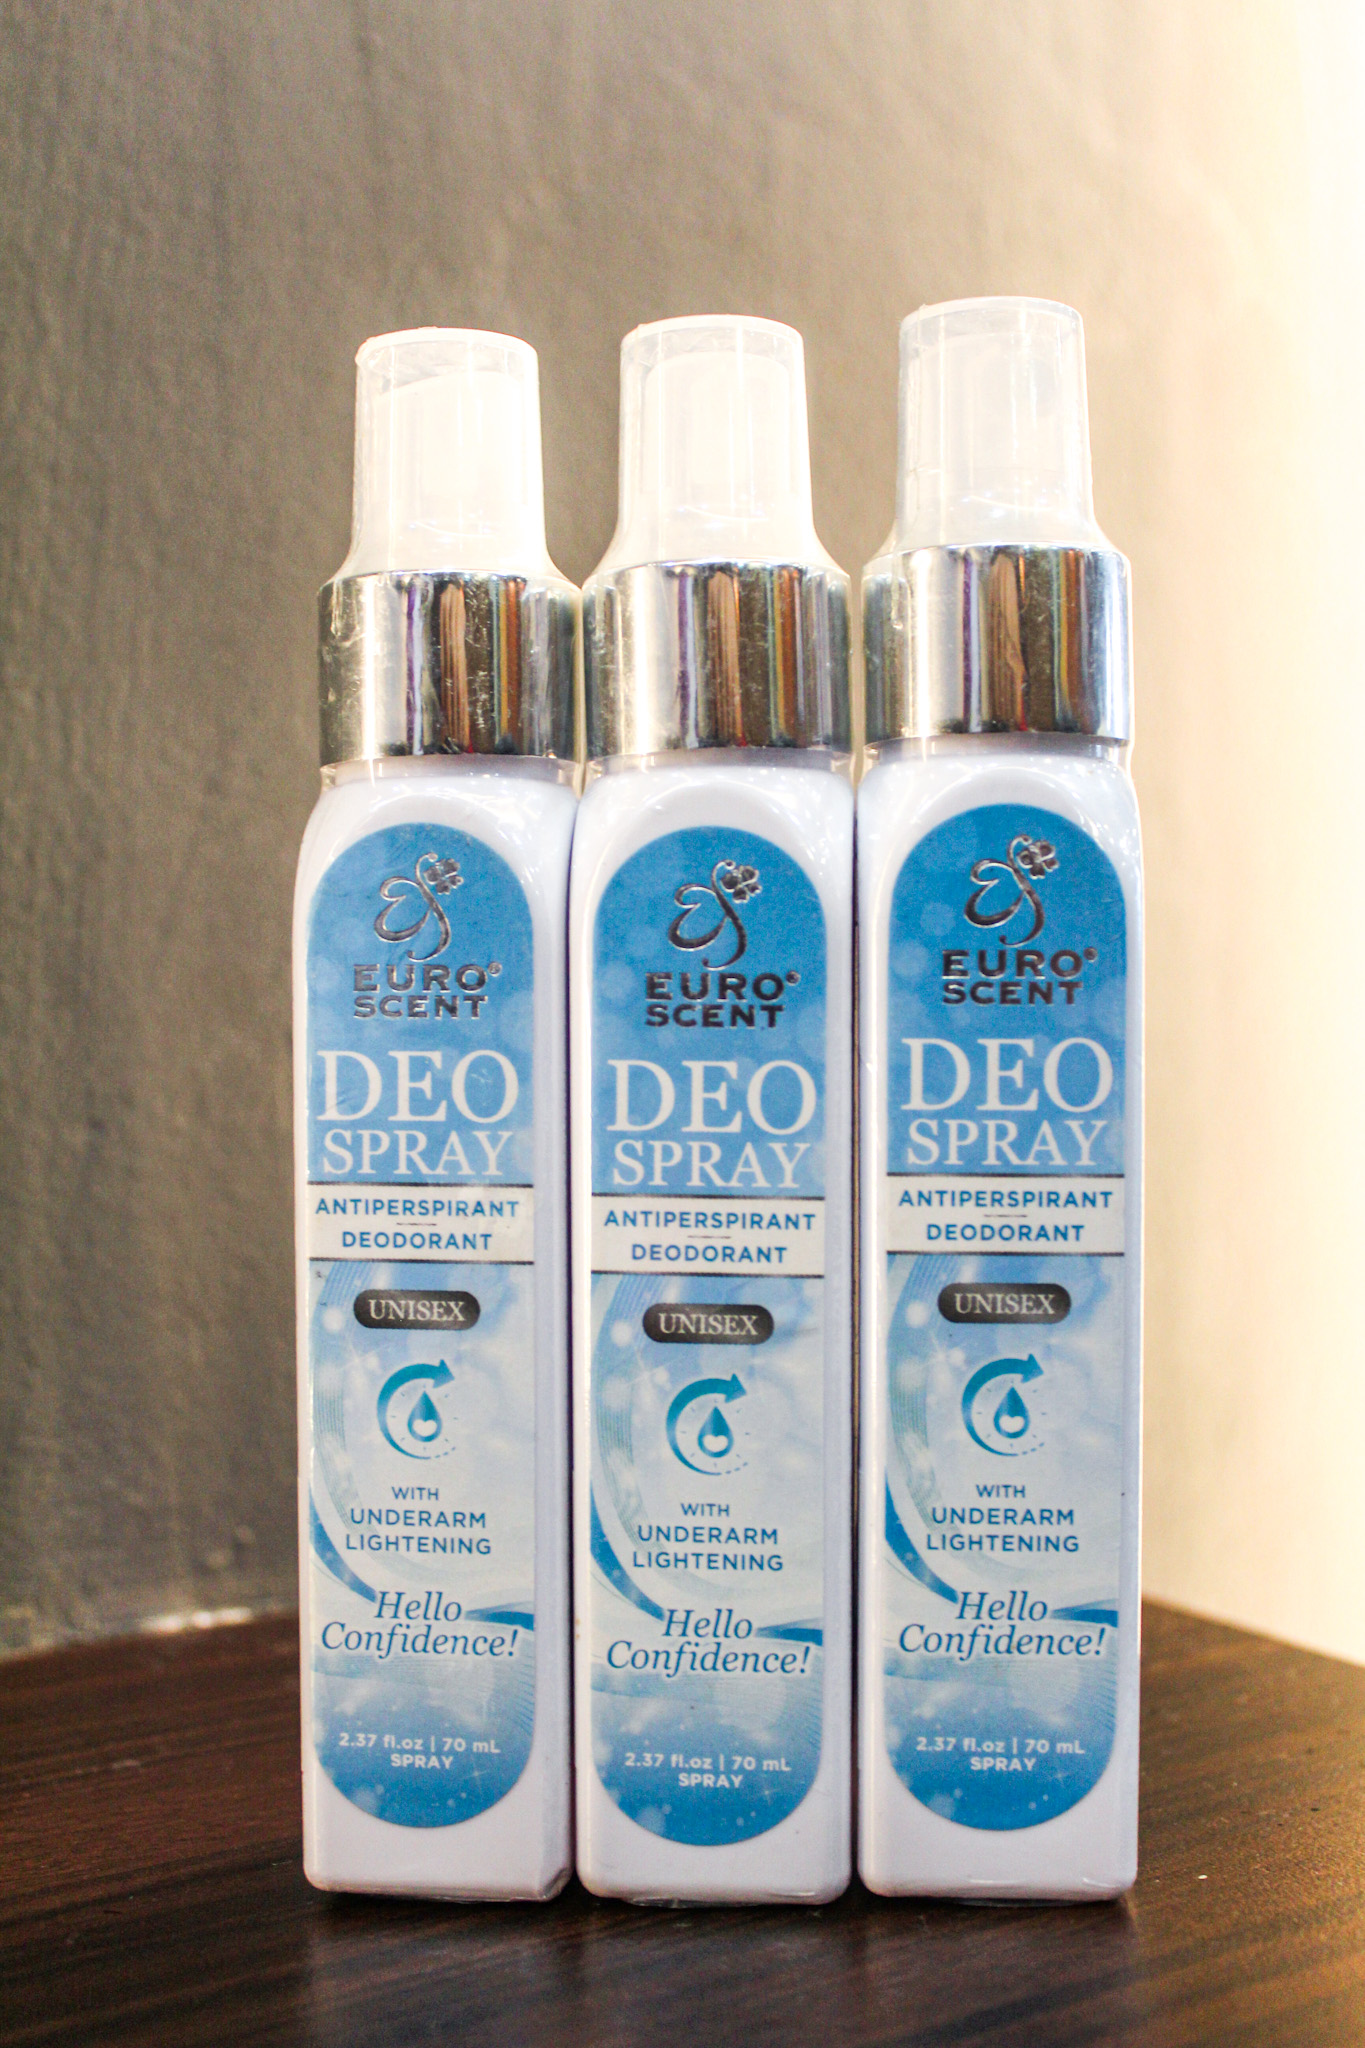 EURO®
SCENT
DEO
SPRAY
ANTIPERSPIRANT
DEODORANT
UNISEX
WITH
UNDERARM
LIGHTENING
Hello
Confidence!
2.37 fl.oz | 70 mL
SPRAY
EURO®
SCENT
DEO
SPRAY
ANTIPERSPIRANT
DEODORANT
UNISEX
WITH
UNDERARM
LIGHTENING
Hello
Confidence!
2.37 fl.oz | 70 mL
SPRAY
EURO®
SCENT
DEO
SPRAY
ANTIPERSPIRANT
DEODORANT
UNISEX
WITH
UNDERARM
LIGHTENING
Hello
Confidence!
2.37 fl.oz | 70 mL
SPRAY